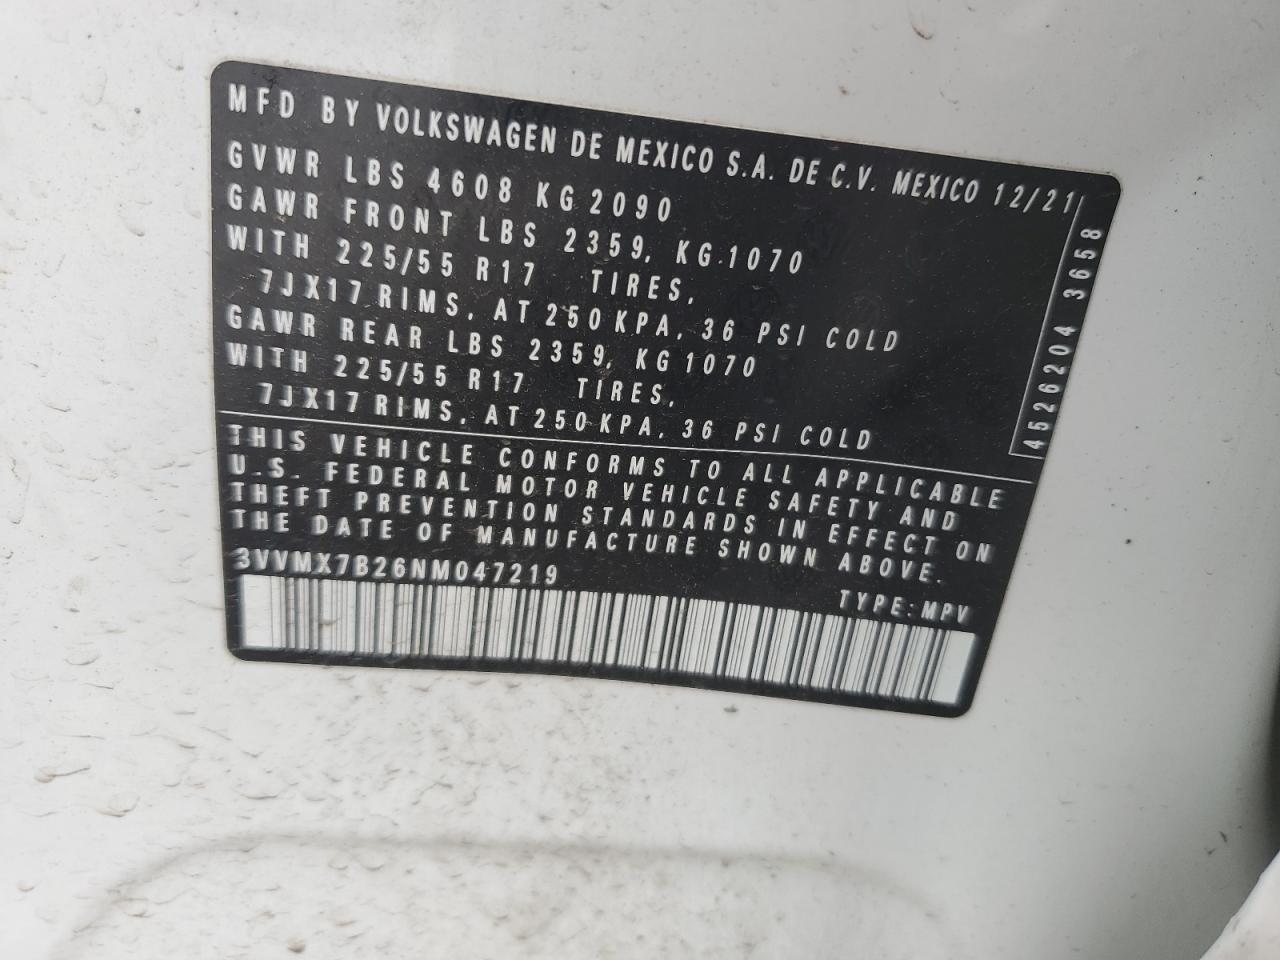 MFD BY VOLKSWAGEN DE MEXICO S.A. DE C.V. MEXICO 12/21
GVWR LBS 4608 KG 2090
GAWR FRONT LBS 2359, KG 1070
WITH 225/55 R17 TIRES,
7JX17 RIMS, AT 250 KPA, 36 PSI COLD
GAWR REAR LBS 2359, KG 1070
WITH 225/55 R17 TIRES,
7JX17 RIMS, AT 250 KPA, 36 PSI COLD
4526204 3658
THIS VEHICLE CONFORMS TO ALL APPLICABLE
U.S. FEDERAL MOTOR VEHICLE SAFETY AND
THEFT PREVENTION STANDARDS IN EFFECT ON
THE DATE OF MANUFACTURE SHOWN ABOVE.
3VVMX7B26NM047219
TYPE: MPV